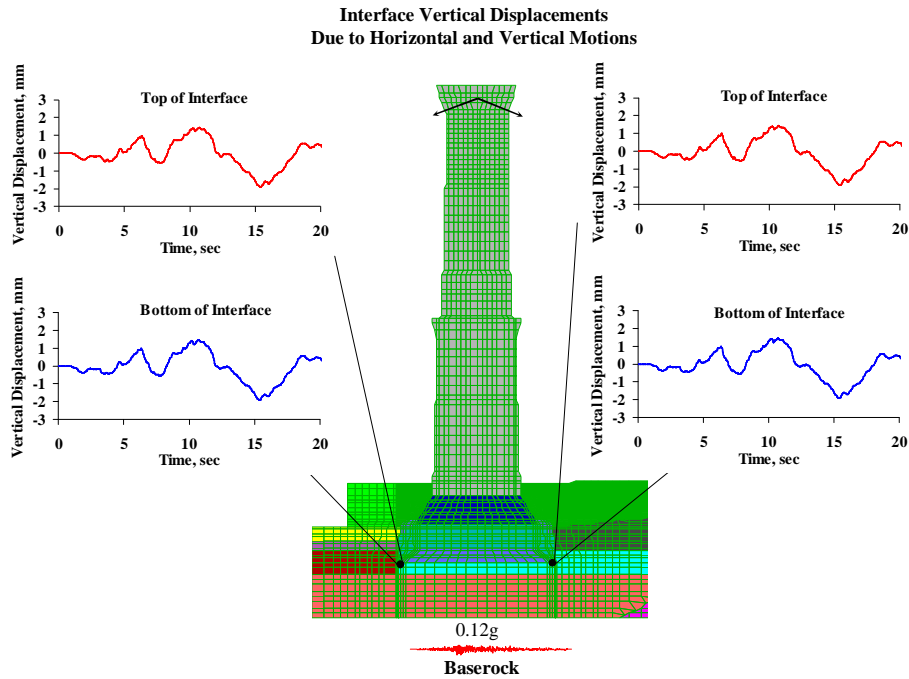 Interface Vertical Displacements
Due to Horizontal and Vertical Motions
Top of Interface
Vertical Displacement, mm
3
2
1
0
-1
-2
-3
0 5 10 15 20
Time, sec
Top of Interface
Vertical Displacement, mm
3
2
1
0
-1
-2
-3
0 5 10 15 20
Time, sec
Bottom of Interface
Vertical Displacement, mm
3
2
1
0
-1
-2
-3
0 5 10 15 20
Time, sec
Bottom of Interface
Vertical Displacement, mm
3
2
1
0
-1
-2
-3
0 5 10 15 20
Time, sec
0.12g
Baserock